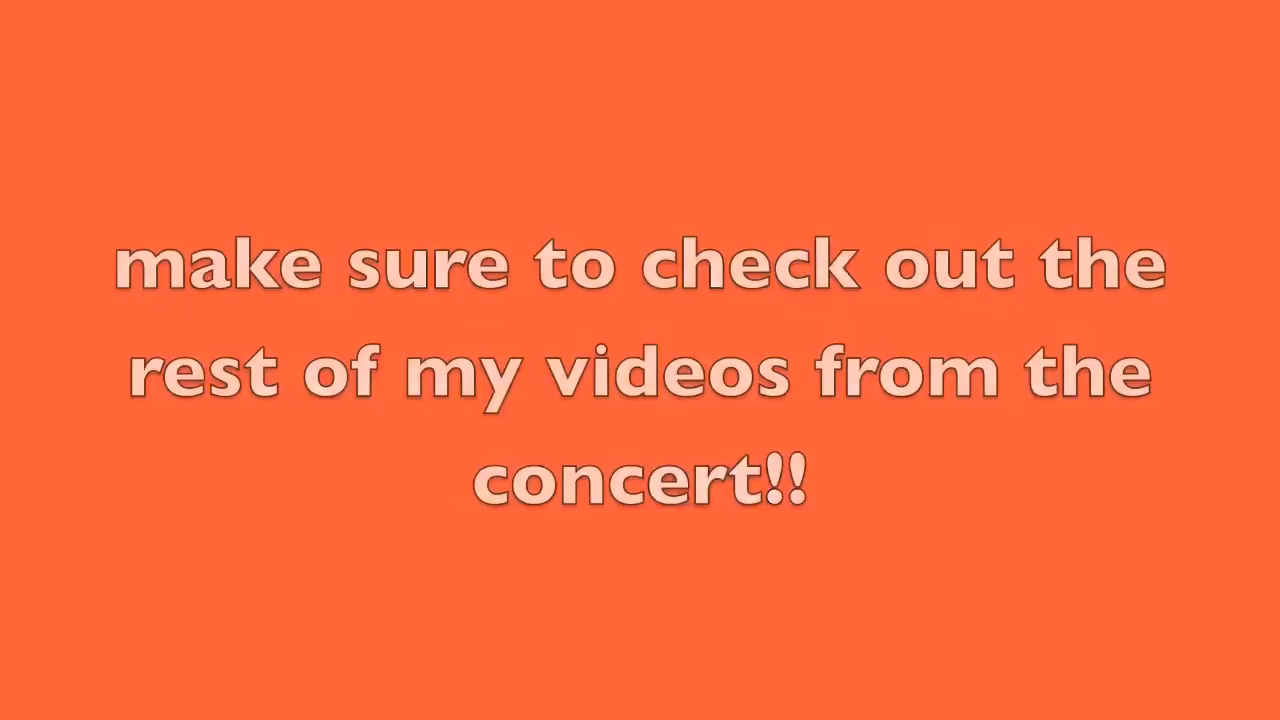 make sure to check out the
rest of my videos from the
concert!!